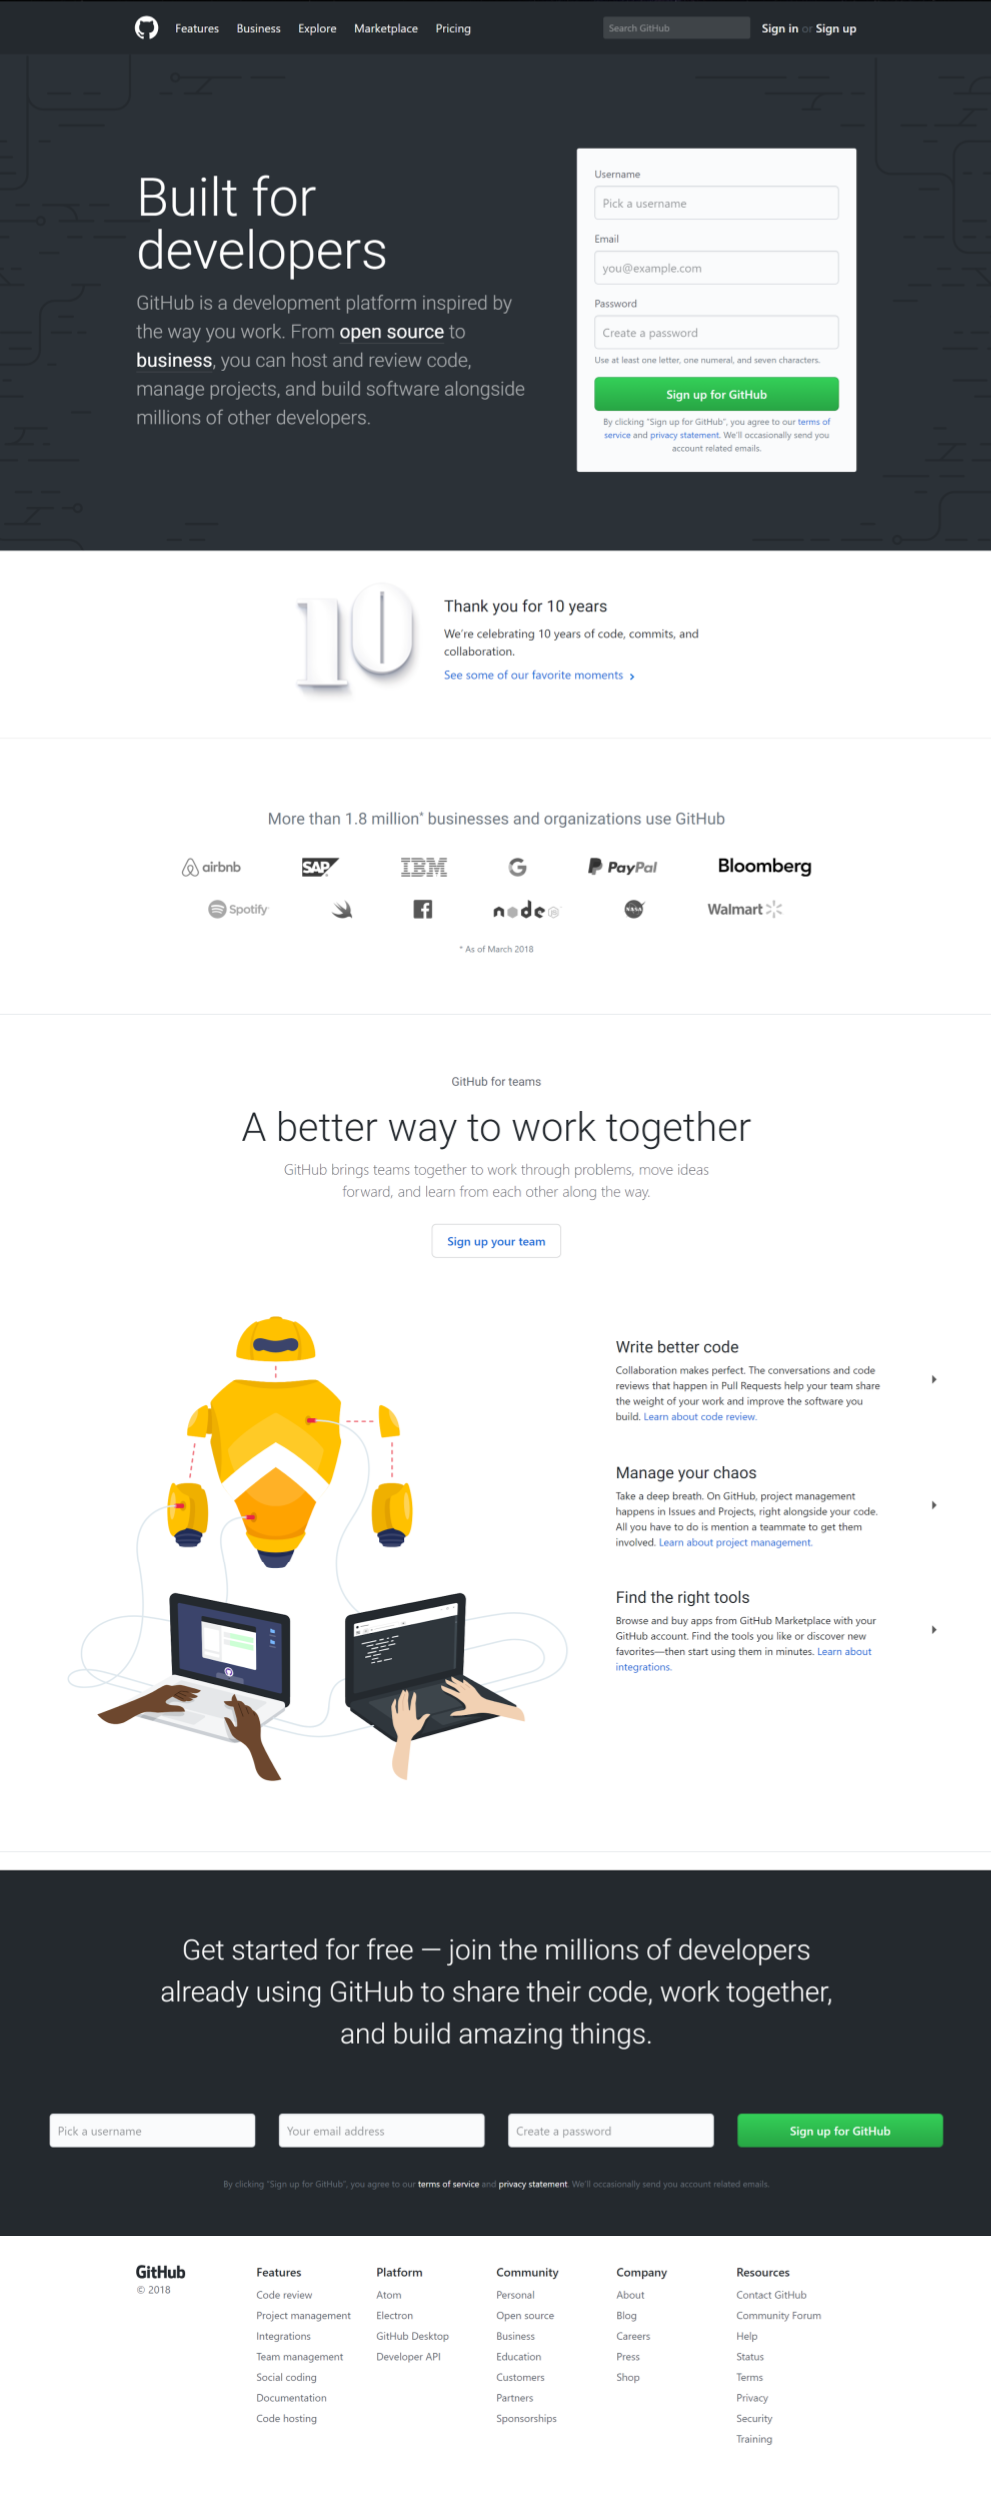 Features Business Explore Marketplace Pricing Search GitHub Sign in or Sign up
Built for
developers
GitHub is a development platform inspired by
the way you work. From open source to
business, you can host and review code,
manage projects, and build software alongside
millions of other developers.
Username
Pick a username
Email
you@example.com
Password
Create a password
Use at least one letter, one numeral, and seven characters.
Sign up for GitHub
By clicking "Sign up for GitHub", you agree to our terms of
service and privacy statement. We'll occasionally send you
account related emails.
10
Thank you for 10 years
We're celebrating 10 years of code, commits, and
collaboration.
See some of our favorite moments
More than 1.8 million* businesses and organizations use GitHub
airbnb SAP IBM G PayPal Bloomberg
Spotify node JS NASA Walmart
* As of March 2018
GitHub for teams
A better way to work together
GitHub brings teams together to work through problems, move ideas
forward, and learn from each other along the way.
Sign up your team
Write better code
Collaboration makes perfect. The conversations and code
reviews that happen in Pull Requests help your team share
the weight of your work and improve the software you
build. Learn about code review.
Manage your chaos
Take a deep breath. On GitHub, project management
happens in Issues and Projects, right alongside your code.
All you have to do is mention a teammate to get them
involved. Learn about project management.
Find the right tools
Browse and buy apps from GitHub Marketplace with your
GitHub account. Find the tools you like or discover new
favorites—then start using them in minutes. Learn about
integrations.
Get started for free — join the millions of developers
already using GitHub to share their code, work together,
and build amazing things.
Pick a username Your email address Create a password Sign up for GitHub
By clicking "Sign up for GitHub", you agree to our terms of service and privacy statement. We'll occasionally send you account related emails.
GitHub
© 2018
Features
Code review
Project management
Integrations
Team management
Social coding
Documentation
Code hosting
Platform
Atom
Electron
GitHub Desktop
Developer API
Community
Personal
Open source
Business
Education
Customers
Partners
Sponsorships
Company
About
Blog
Careers
Press
Shop
Resources
Contact GitHub
Community Forum
Help
Status
Terms
Privacy
Security
Training